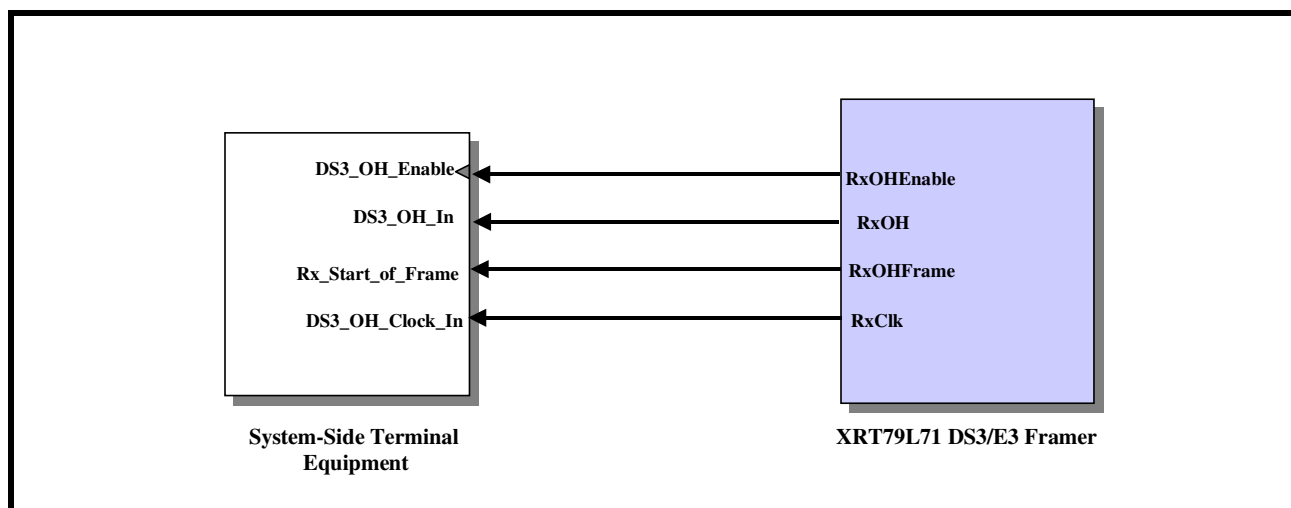 DS3_OH_Enable
DS3_OH_In
Rx_Start_of_Frame
DS3_OH_Clock_In
RxOHEnable
RxOH
RxOHFrame
RxClk
System-Side Terminal
Equipment
XRT79L71 DS3/E3 Framer